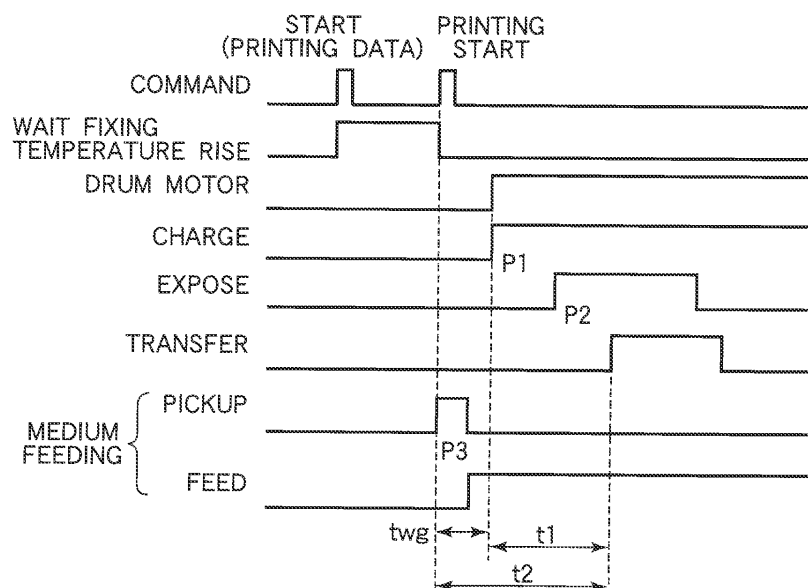 START
(PRINTING DATA)
PRINTING
START
COMMAND
WAIT FIXING
TEMPERATURE RISE
DRUM MOTOR
CHARGE
P1
EXPOSE
P2
TRANSFER
PICKUP
MEDIUM
FEEDING
P3
FEED
twg
t1
t2